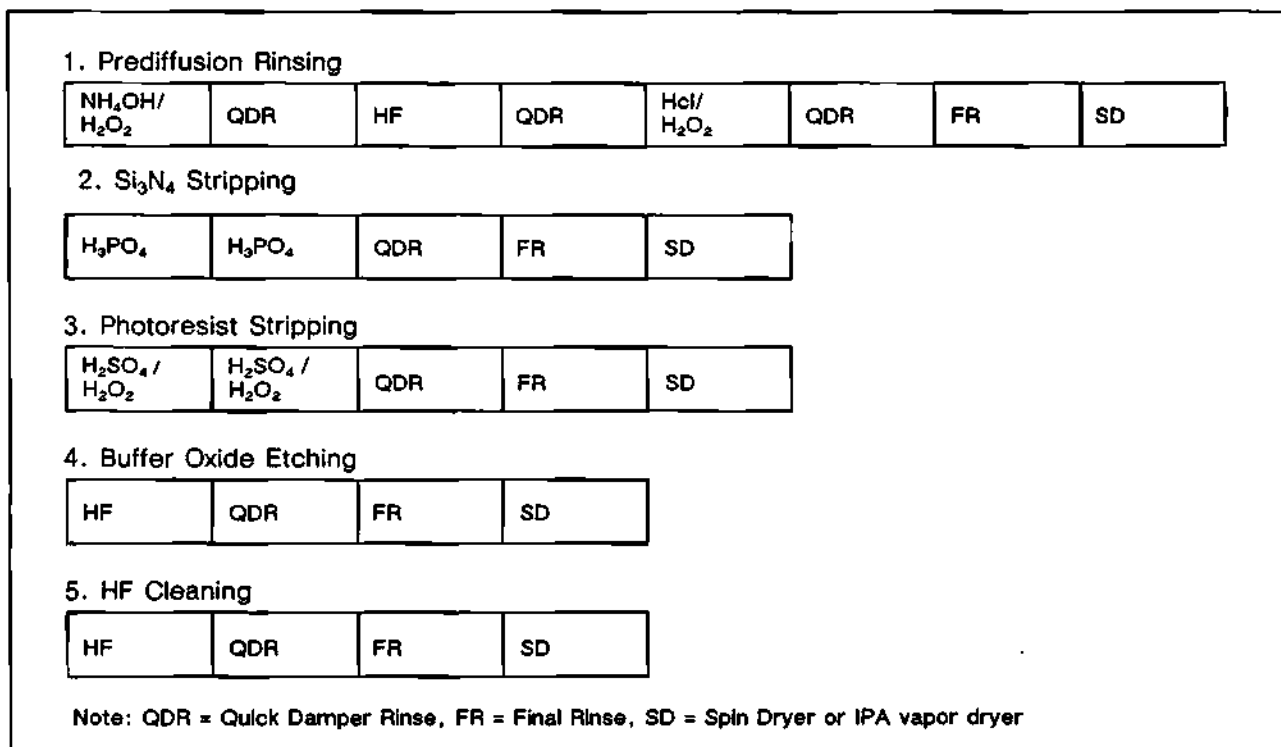 1. Prediffusion Rinsing
NH₄OH/
H₂O₂
QDR
HF
QDR
Hcl/
H₂O₂
QDR
FR
SD
2. Si₃N₄ Stripping
H₃PO₄
H₃PO₄
QDR
FR
SD
3. Photoresist Stripping
H₂SO₄/
H₂O₂
H₂SO₄/
H₂O₂
QDR
FR
SD
4. Buffer Oxide Etching
HF
QDR
FR
SD
5. HF Cleaning
HF
QDR
FR
SD
Note: QDR = Quick Damper Rinse, FR = Final Rinse, SD = Spin Dryer or IPA vapor dryer